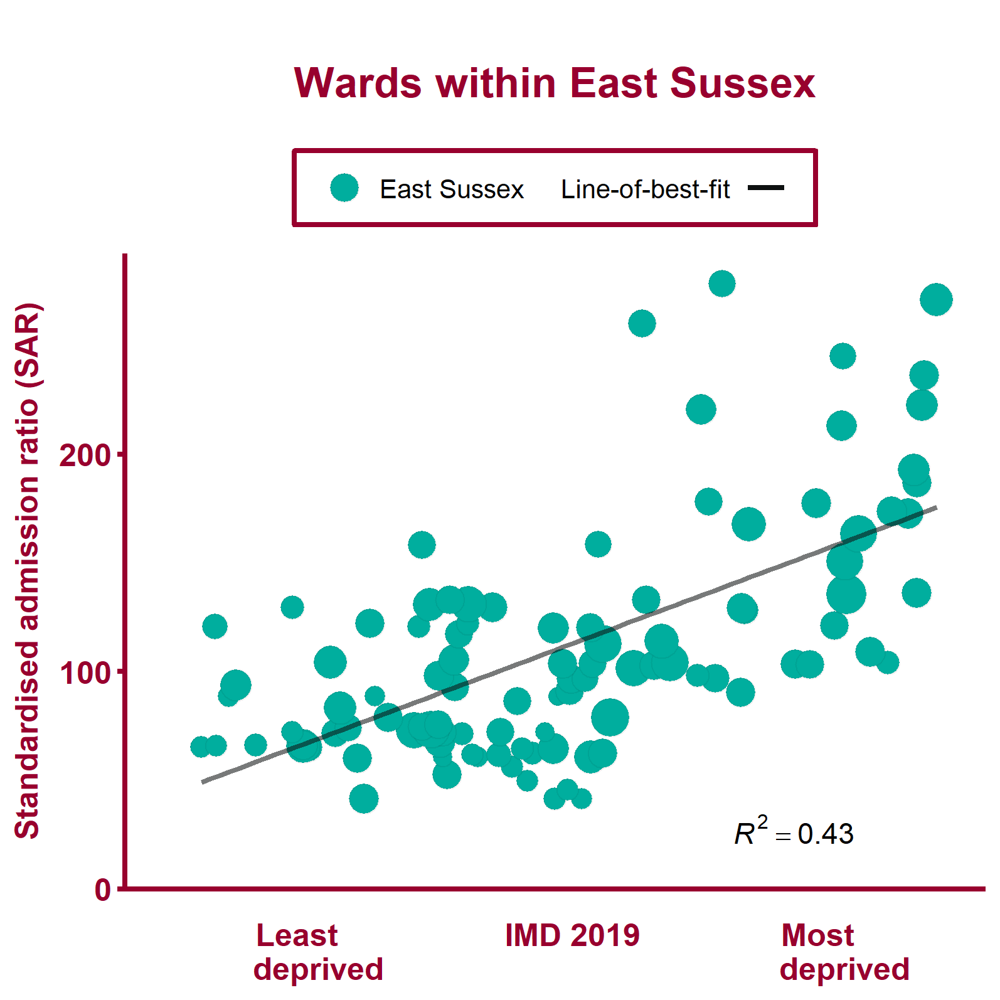 Wards within East Sussex
East Sussex Line-of-best-fit
Standardised admission ratio (SAR)
200
100
0
R² = 0.43
Least deprived
IMD 2019
Most deprived